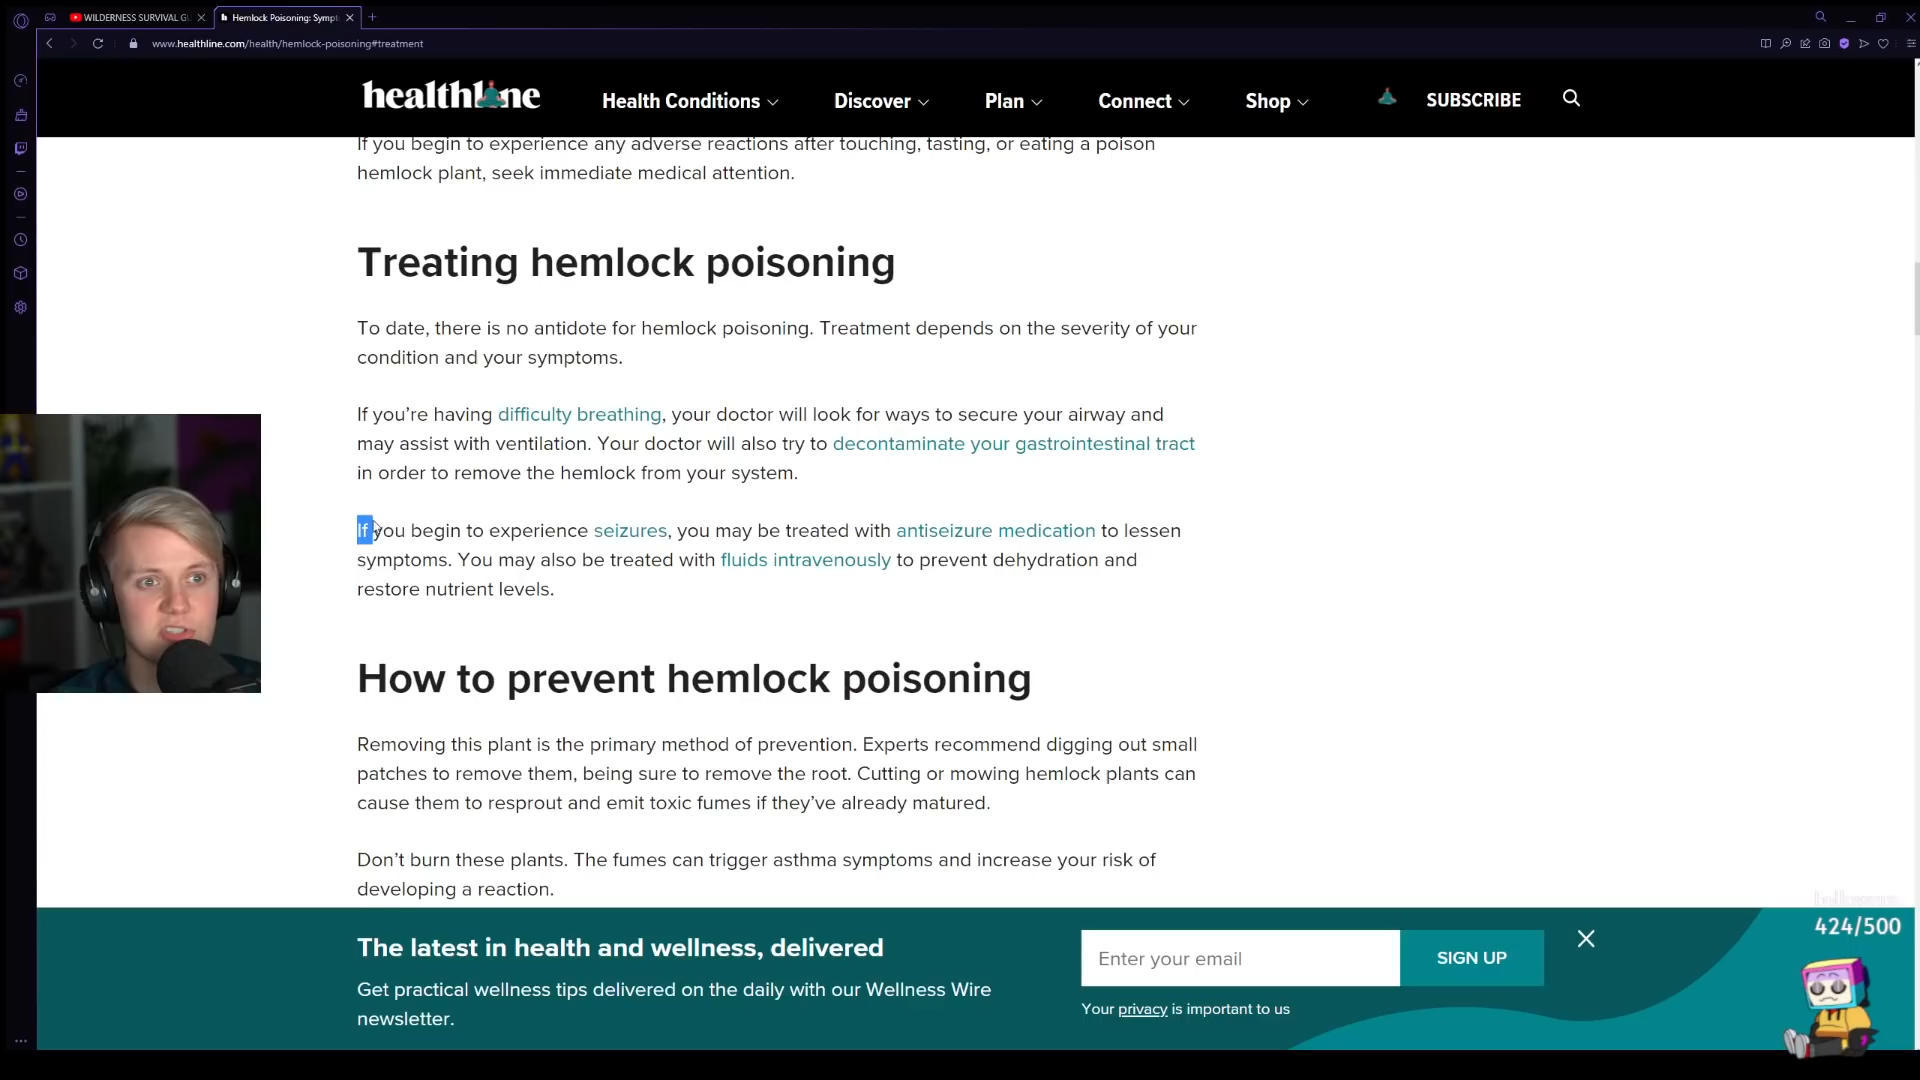 WILDERNESS SURVIVAL GU
Hemlock Poisoning: Sympt
www.healthline.com/health/hemlock-poisoning#treatment
healthline
Health Conditions
Discover
Plan
Connect
Shop
SUBSCRIBE
If you begin to experience any adverse reactions after touching, tasting, or eating a poison
hemlock plant, seek immediate medical attention.
Treating hemlock poisoning
To date, there is no antidote for hemlock poisoning. Treatment depends on the severity of your
condition and your symptoms.
If you’re having difficulty breathing, your doctor will look for ways to secure your airway and
may assist with ventilation. Your doctor will also try to decontaminate your gastrointestinal tract
in order to remove the hemlock from your system.
If you begin to experience seizures, you may be treated with antiseizure medication to lessen
symptoms. You may also be treated with fluids intravenously to prevent dehydration and
restore nutrient levels.
How to prevent hemlock poisoning
Removing this plant is the primary method of prevention. Experts recommend digging out small
patches to remove them, being sure to remove the root. Cutting or mowing hemlock plants can
cause them to resprout and emit toxic fumes if they’ve already matured.
Don’t burn these plants. The fumes can trigger asthma symptoms and increase your risk of
developing a reaction.
424/500
The latest in health and wellness, delivered
Get practical wellness tips delivered on the daily with our Wellness Wire
newsletter.
Enter your email
SIGN UP
Your privacy is important to us